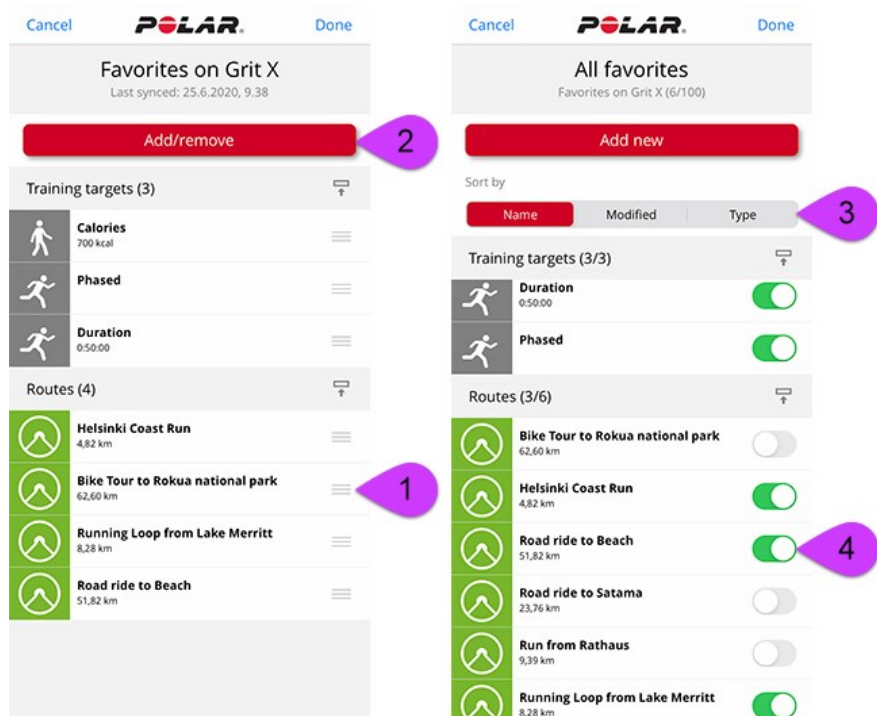 Cancel
POLAR.
Done
Favorites on Grit X
Last synced: 25.6.2020, 9.38
Add/remove
2
Training targets (3)
Calories
700 kcal
Phased
Duration
0:50:00
Routes (4)
Helsinki Coast Run
4,82 km
Bike Tour to Rokua national park
62,60 km
1
Running Loop from Lake Merritt
8,28 km
Road ride to Beach
51,82 km
Cancel
POLAR.
Done
All favorites
Favorites on Grit X (6/100)
Add new
Sort by
Name Modified Type
3
Training targets (3/3)
Duration
0:50:00
Phased
Routes (3/6)
Bike Tour to Rokua national park
62,60 km
Helsinki Coast Run
4,82 km
Road ride to Beach
51,82 km
4
Road ride to Satama
23,76 km
Run from Rathaus
9,39 km
Running Loop from Lake Merritt
8,28 km